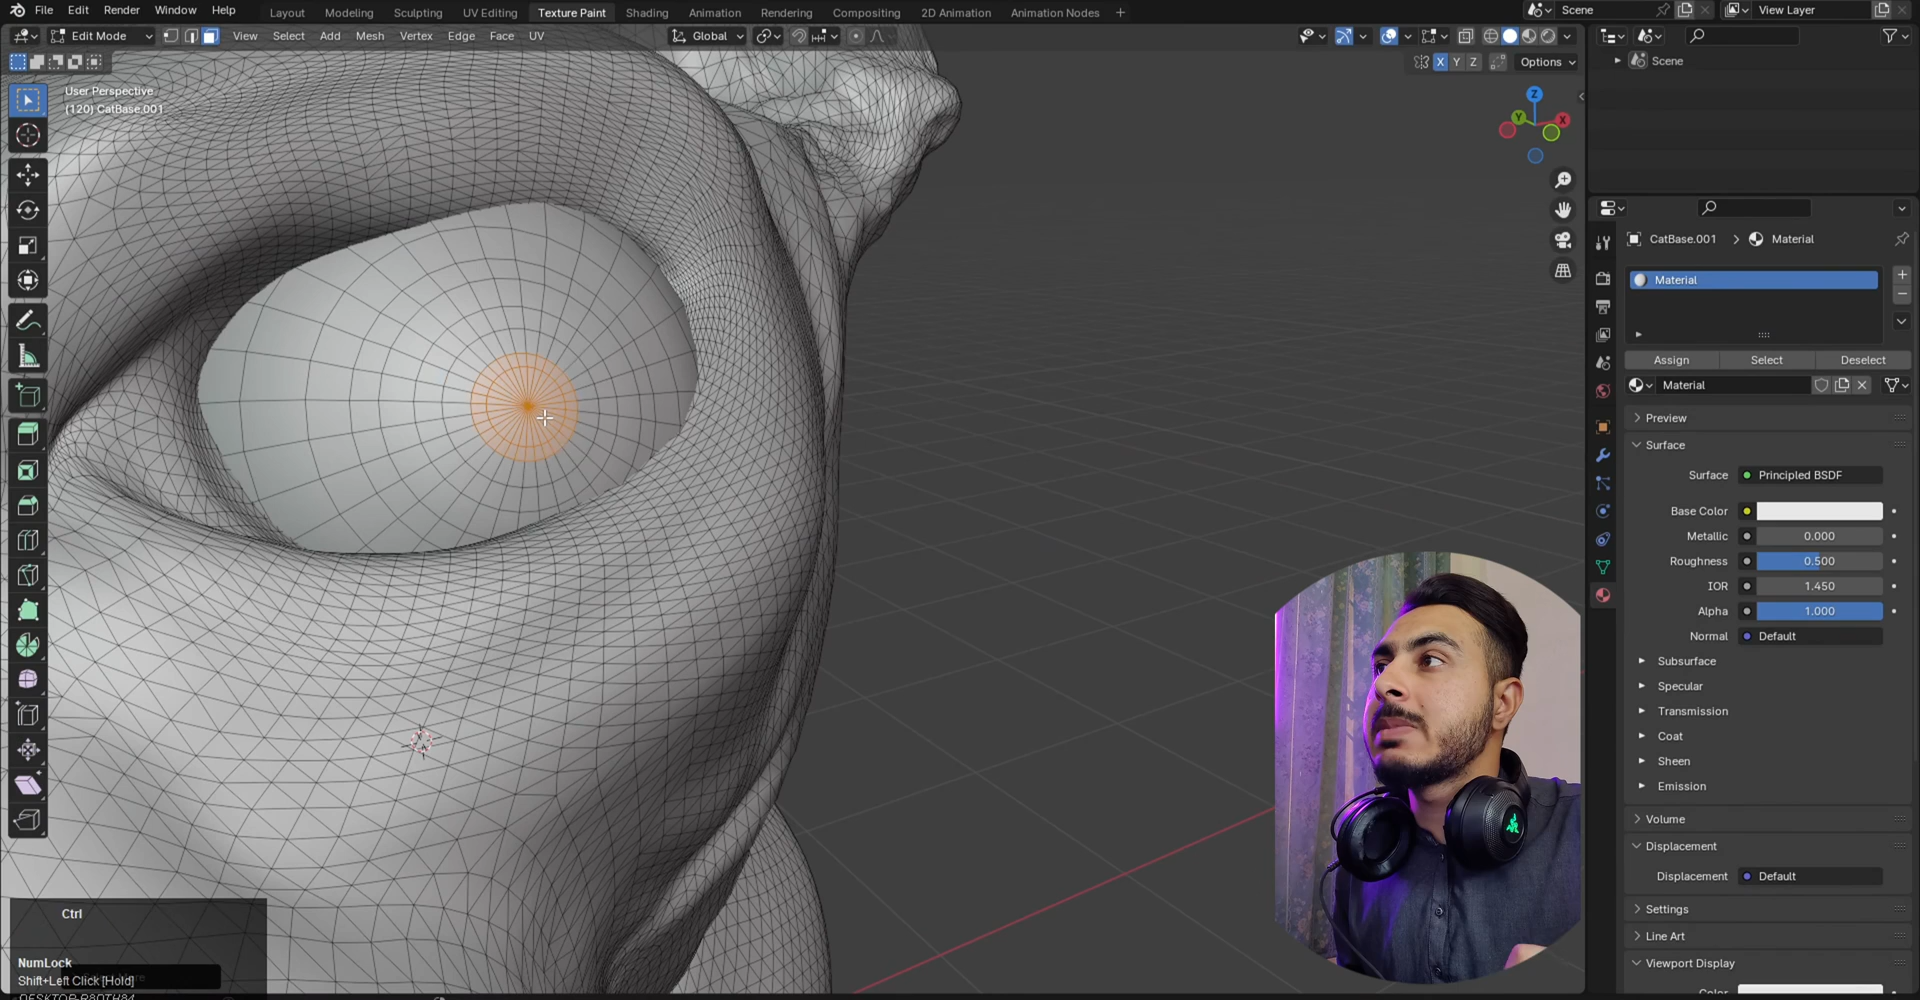 File Edit Render Window Help Layout Modeling Sculpting UV Editing Texture Paint Shading Animation Rendering Compositing 2D Animation Animation Nodes + Scene View Layer
Edit Mode View Select Add Mesh Vertex Edge Face UV Global
X Y Z Options
User Perspective
(120) CatBase.001
Z
Y
X
Scene
CatBase.001 > Material
Material
Assign Select Deselect
Material
Preview
Surface
Surface Principled BSDF
Base Color
Metallic 0.000
Roughness 0.500
IOR 1.450
Alpha 1.000
Normal Default
Subsurface
Specular
Transmission
Coat
Sheen
Emission
Volume
Displacement
Displacement Default
Settings
Line Art
Viewport Display
Color
Ctrl
NumLock
Shift+Left Click[Hold]